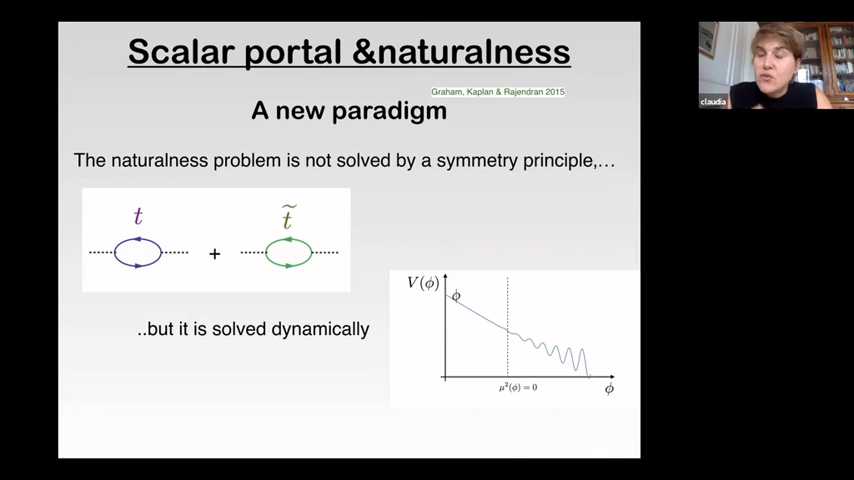 Scalar portal &naturalness
Graham, Kaplan & Rajendran 2015
A new paradigm
The naturalness problem is not solved by a symmetry principle,…
t
t̃
+
..but it is solved dynamically
V(ϕ)
ϕ
μ²(ϕ) = 0
ϕ
claudia